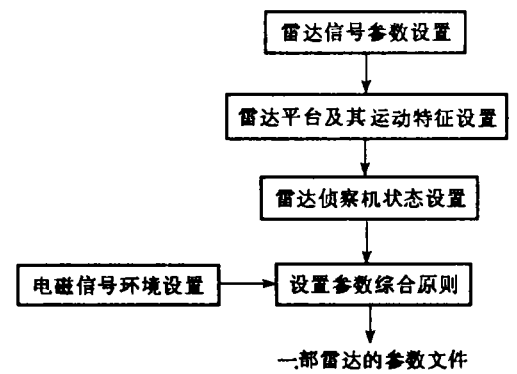 雷达信号参数设置
雷达平台及其运动特征设置
雷达侦察机状态设置
电磁信号环境设置
设置参数综合原则
一部雷达的参数文件